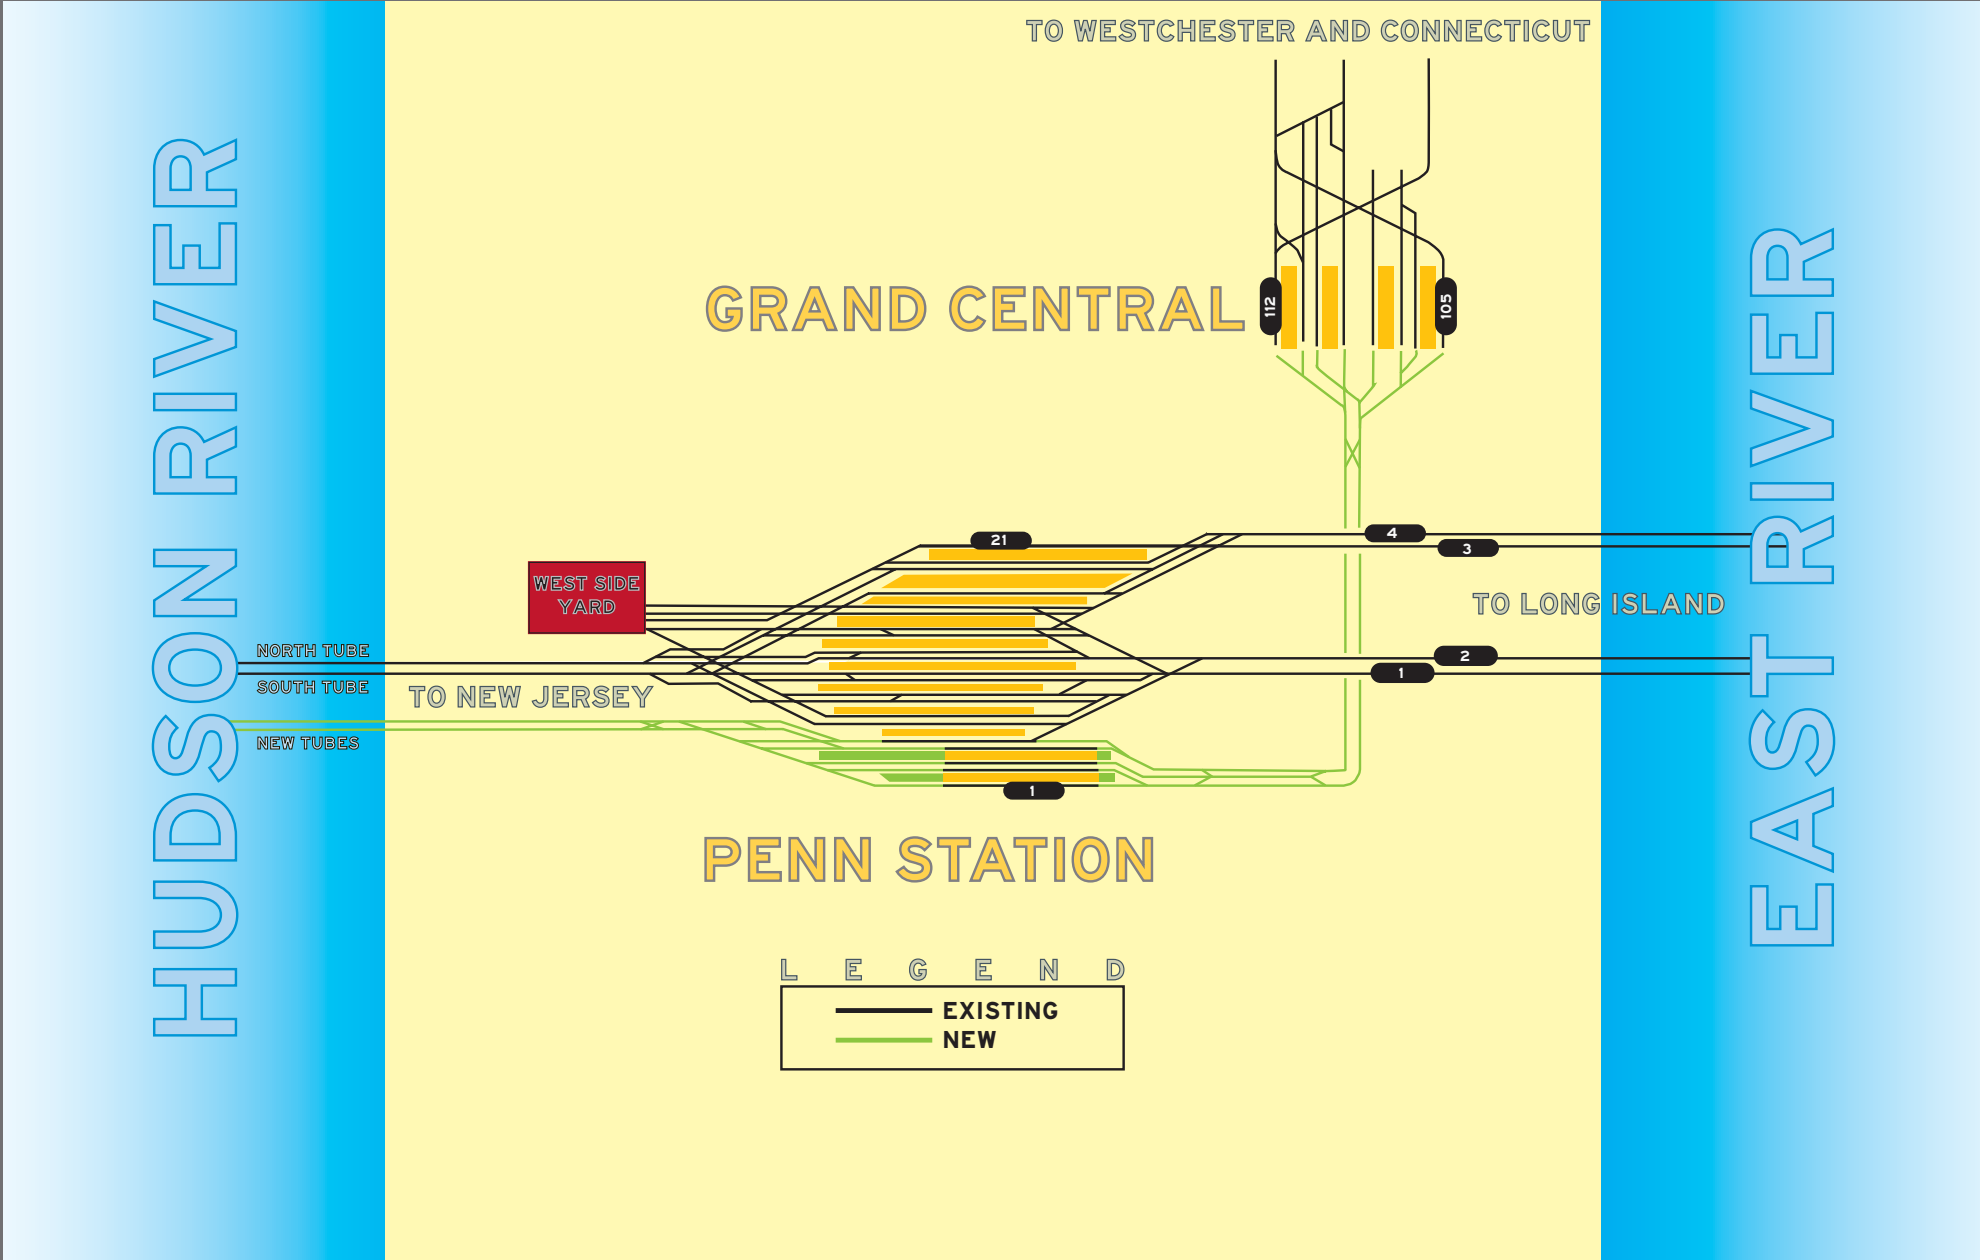 TO WESTCHESTER AND CONNECTICUT
HUDSON RIVER
EAST RIVER
GRAND CENTRAL
112
105
21
4
3
WEST SIDE
YARD
TO LONG ISLAND
NORTH TUBE
2
1
SOUTH TUBE
TO NEW JERSEY
NEW TUBES
1
PENN STATION
LEGEND
EXISTING
NEW